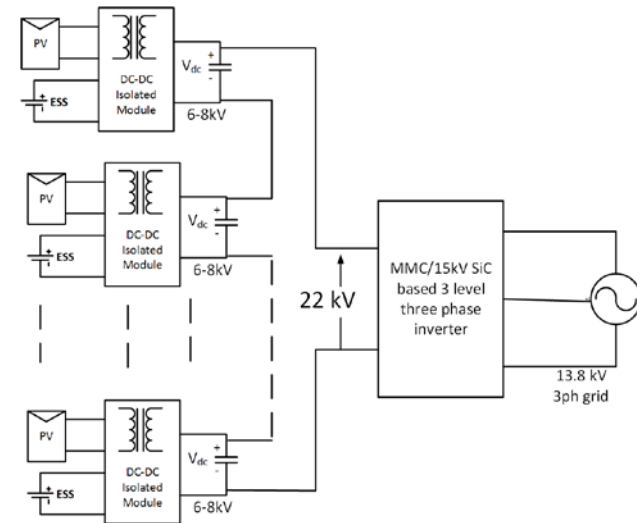 PV
+
-
ESS
DC-DC
Isolated
Module
Vdc
+
-
6-8kV
PV
+
-
ESS
DC-DC
Isolated
Module
Vdc
+
-
6-8kV
22 kV
MMC/15kV SiC
based 3 level
three phase
inverter
13.8 kV
3ph grid
PV
+
-
ESS
DC-DC
Isolated
Module
Vdc
+
-
6-8kV